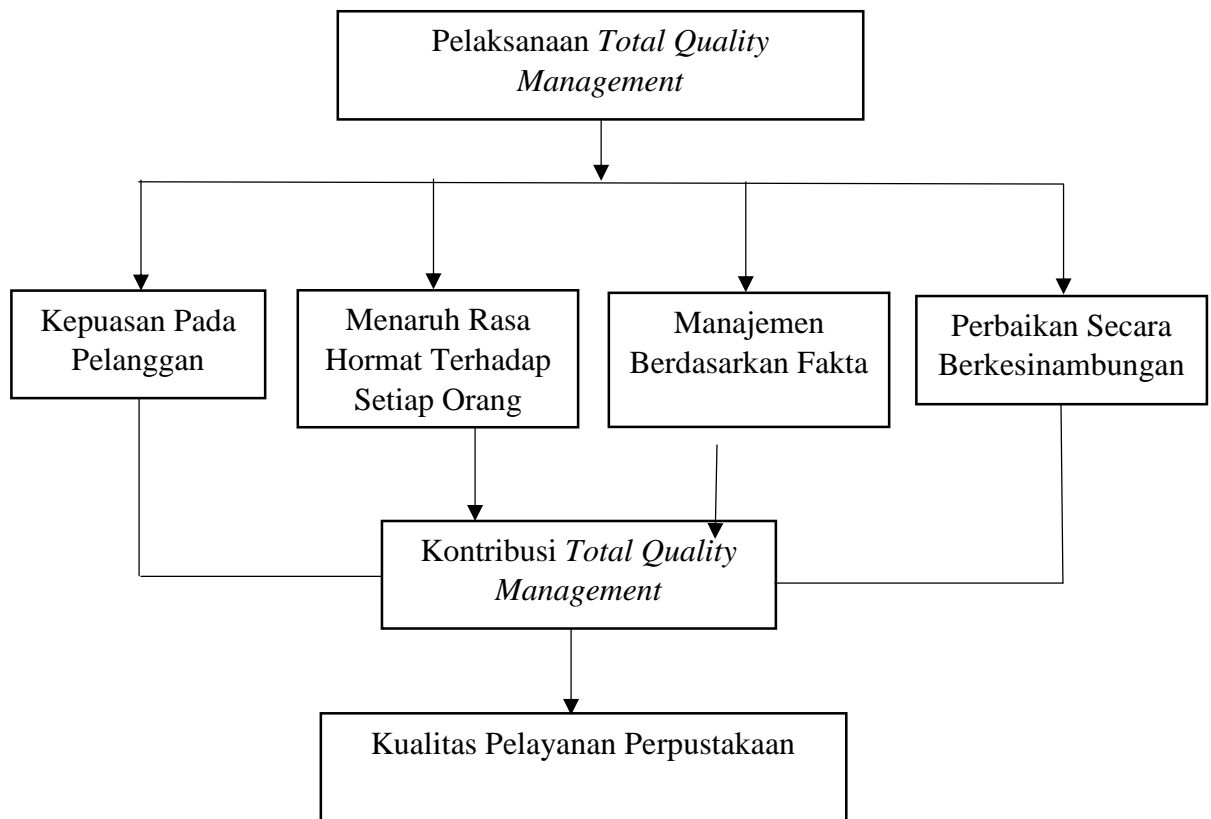 Pelaksanaan Total Quality
Management
Kepuasan Pada
Pelanggan
Menaruh Rasa
Hormat Terhadap
Setiap Orang
Manajemen
Berdasarkan Fakta
Perbaikan Secara
Berkesinambungan
Kontribusi Total Quality
Management
Kualitas Pelayanan Perpustakaan